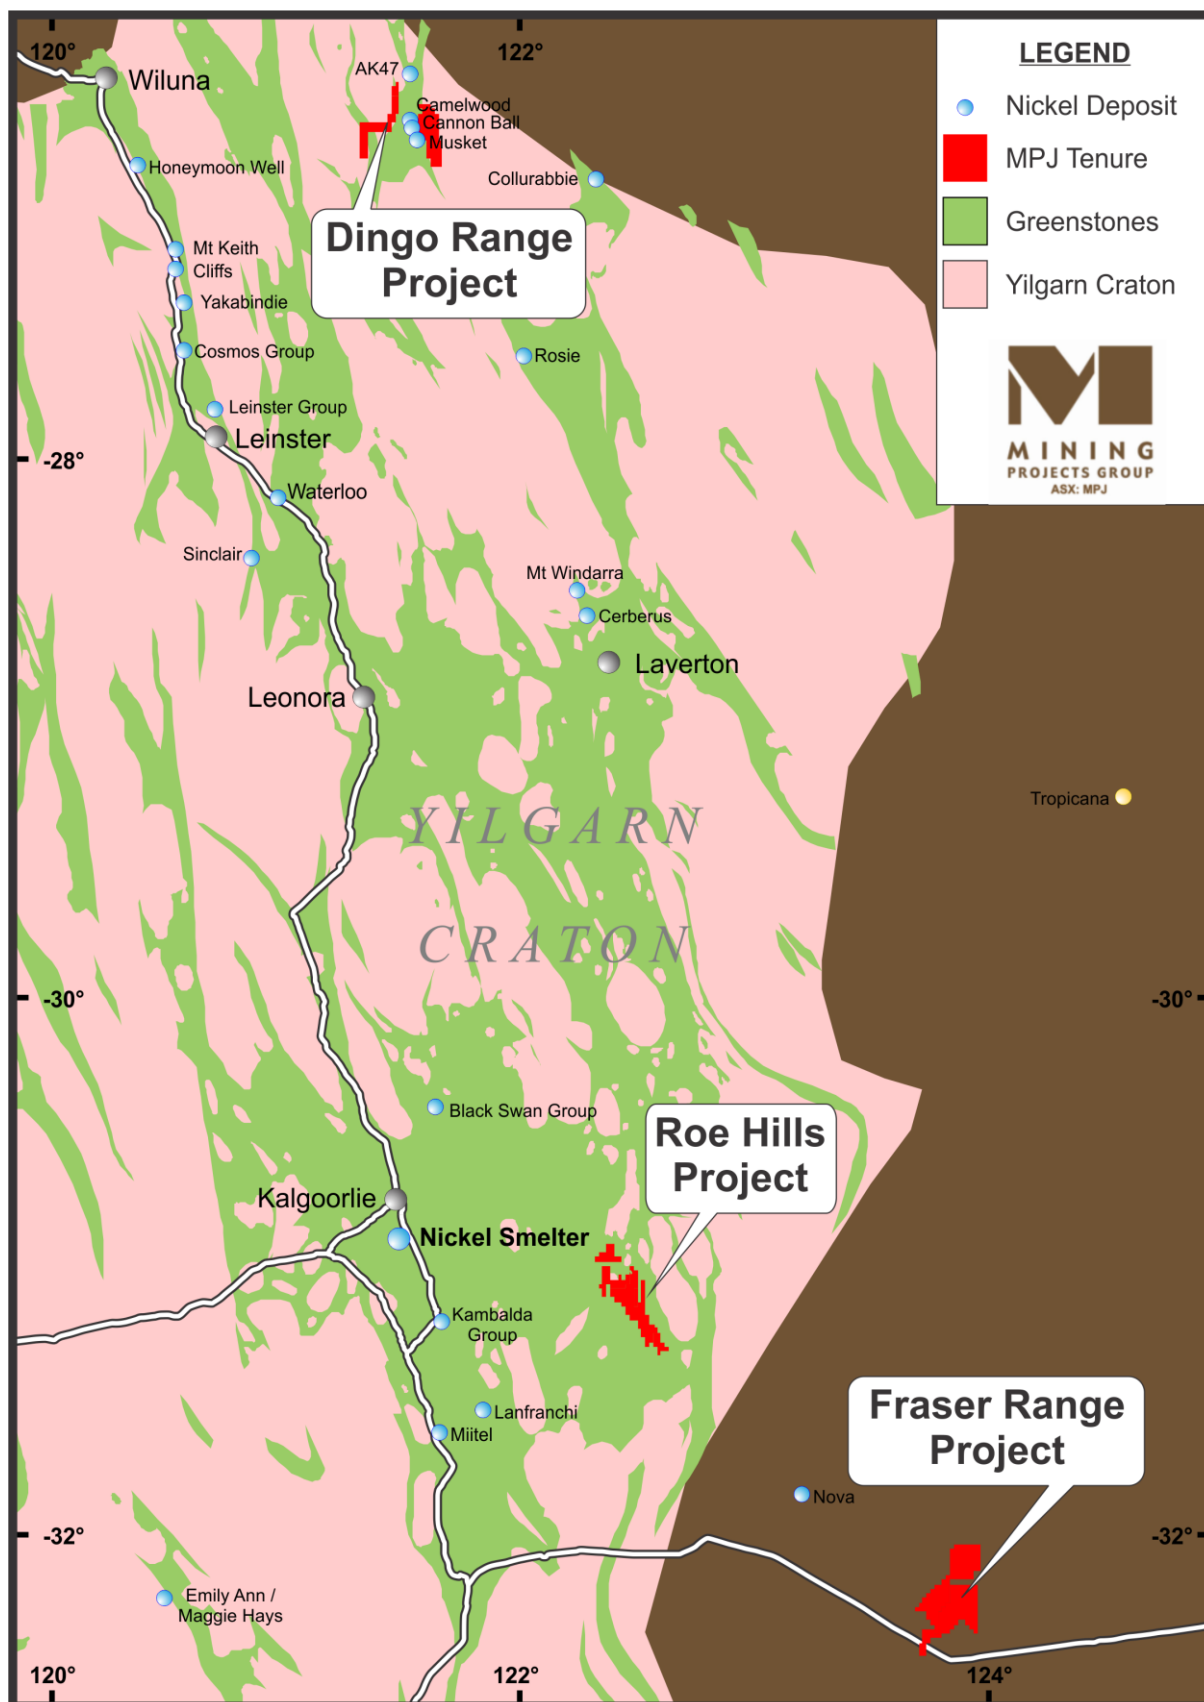 120°
122°
LEGEND
Nickel Deposit
MPJ Tenure
Greenstones
Yilgarn Craton
MINING
PROJECTS GROUP
ASX: MPJ
Wiluna
AK47
Camelwood
Cannon Ball
Musket
Honeymoon Well
Collurabbie
Dingo Range
Project
Mt Keith
Cliffs
Yakabindie
Cosmos Group
Rosie
Leinster Group
Leinster
-28°
Waterloo
Sinclair
Mt Windarra
Cerberus
Laverton
Leonora
Tropicana
YILGARN
CRATON
-30°
-30°
Black Swan Group
Roe Hills
Project
Kalgoorlie
Nickel Smelter
Kambalda
Group
Lanfranchi
Miitel
Fraser Range
Project
Nova
-32°
-32°
Emily Ann /
Maggie Hays
120°
122°
124°